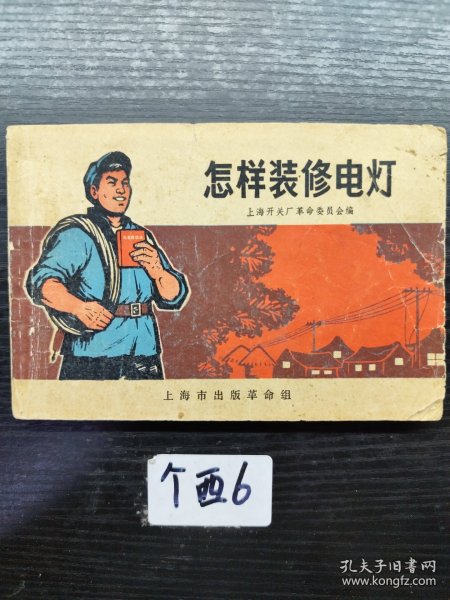 怎样装修电灯
上海开关厂革命委员会编
上海市出版革命组
个西6
孔夫子旧书网
www.kongfz.com